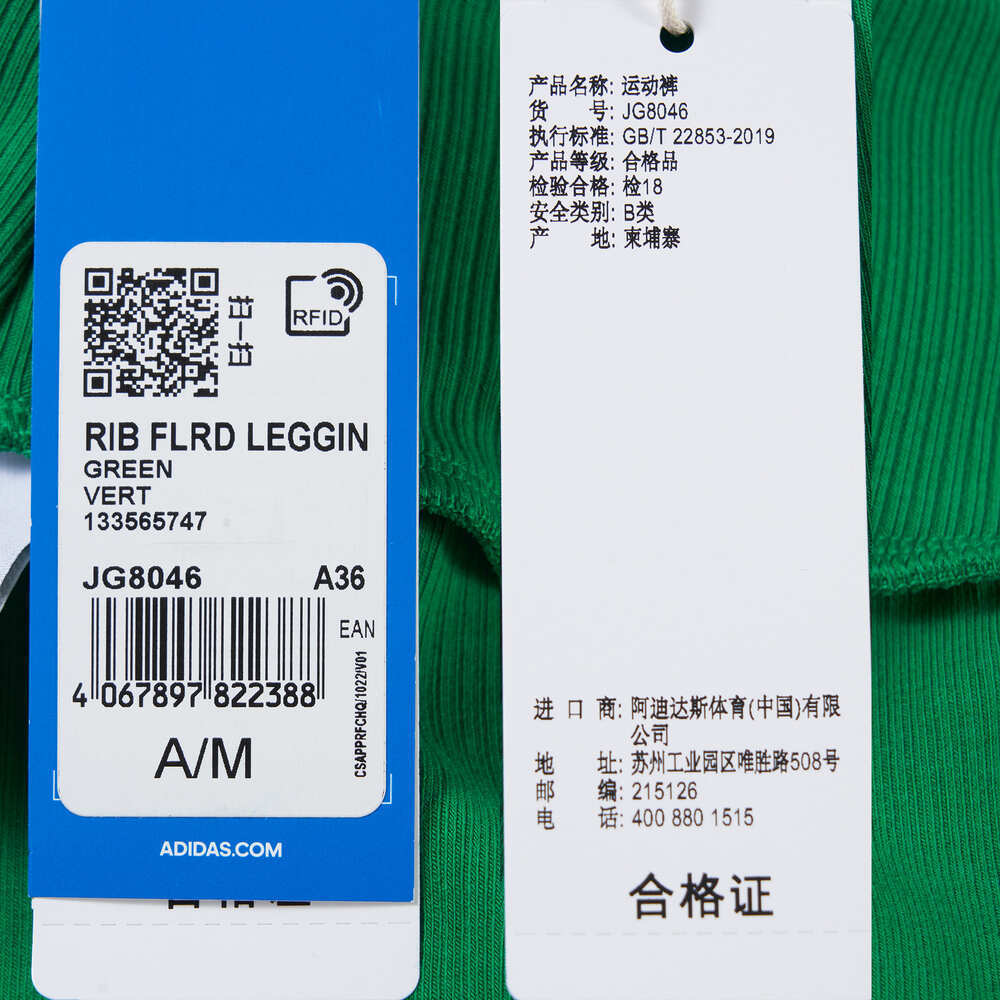 扫一扫
RFID
RIB FLRD LEGGIN
GREEN
VERT
133565747
JG8046 A36
EAN
4 067897 822388
CSAPPRFCHQ/1022/V01
A/M
ADIDAS.COM
产品名称: 运动裤
货 号: JG8046
执行标准: GB/T 22853-2019
产品等级: 合格品
检验合格: 检18
安全类别: B类
产 地: 柬埔寨
进 口 商: 阿迪达斯体育(中国)有限
公司
地 址: 苏州工业园区唯胜路508号
邮 编: 215126
电 话: 400 880 1515
合格证